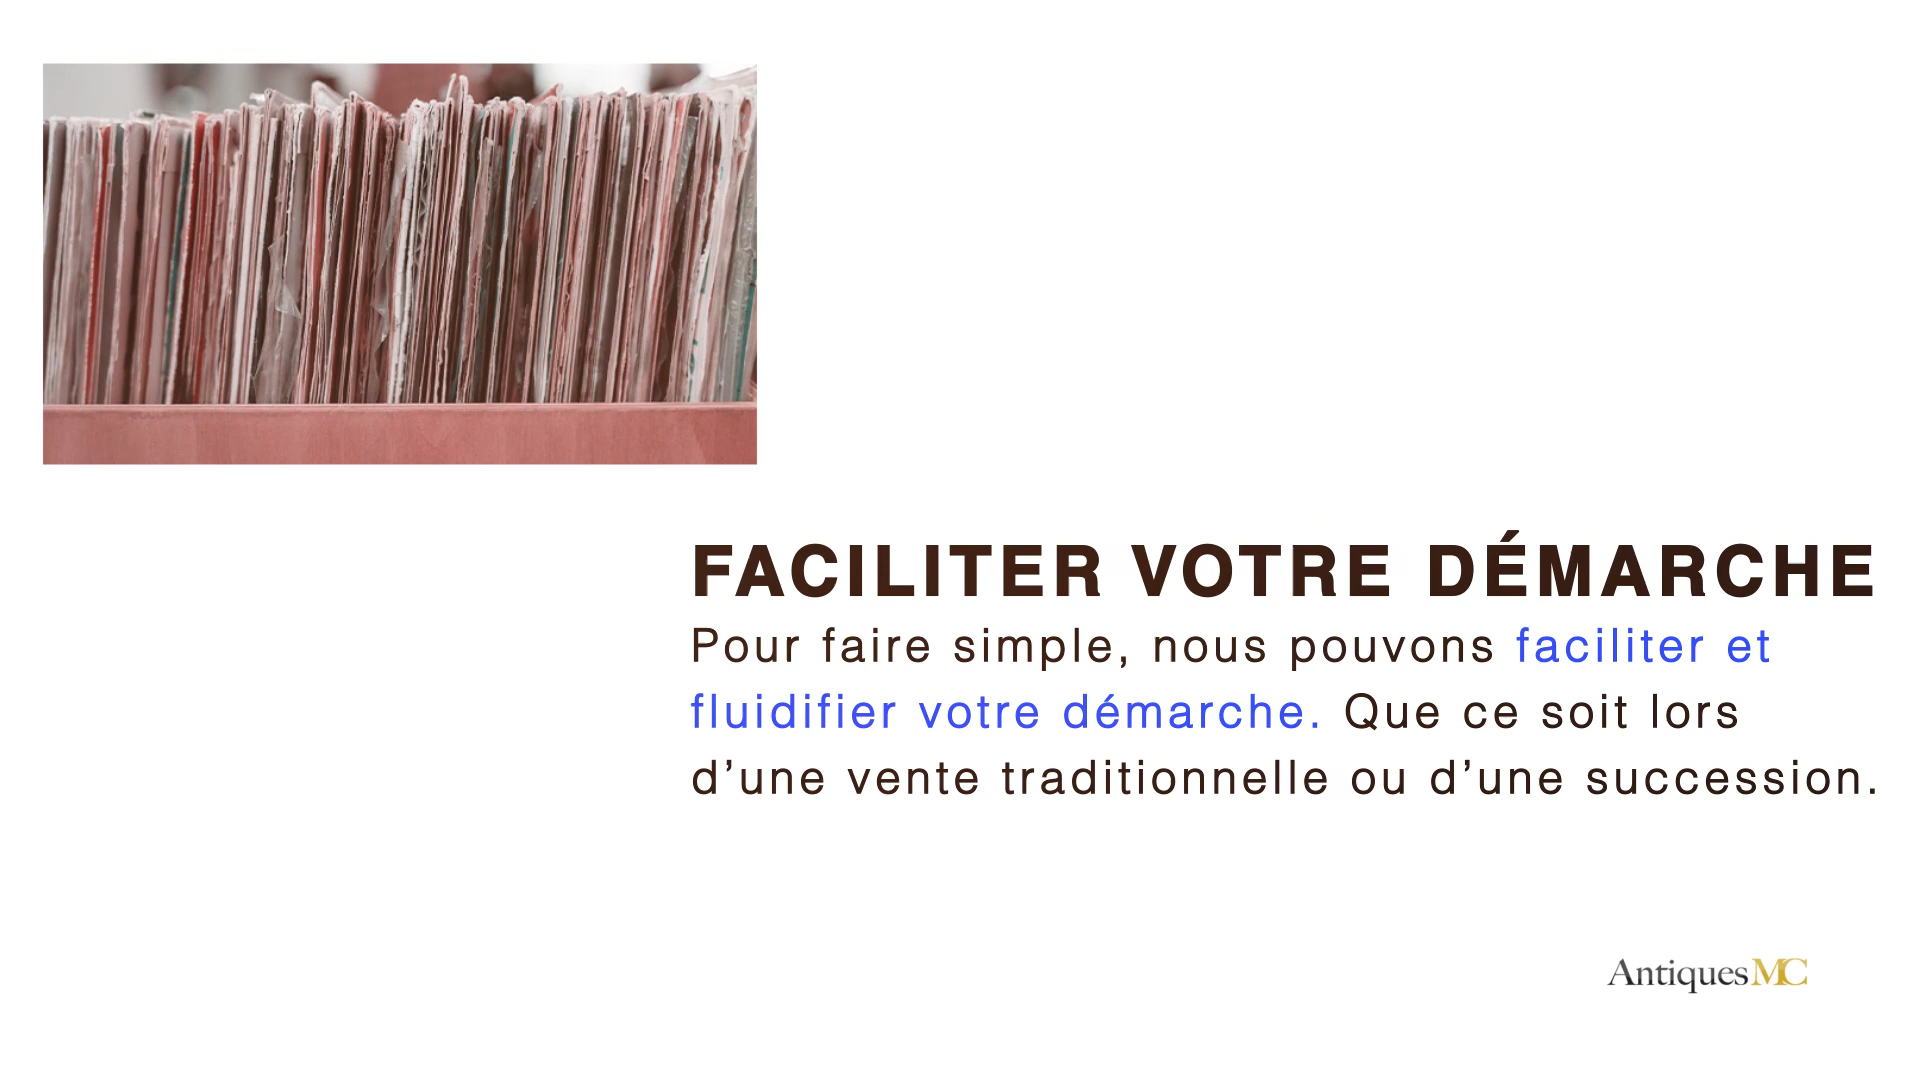 FACILITER VOTRE DÉMARCHE
Pour faire simple, nous pouvons faciliter et
fluidifier votre démarche. Que ce soit lors
d’une vente traditionnelle ou d’une succession.
AntiquesMC